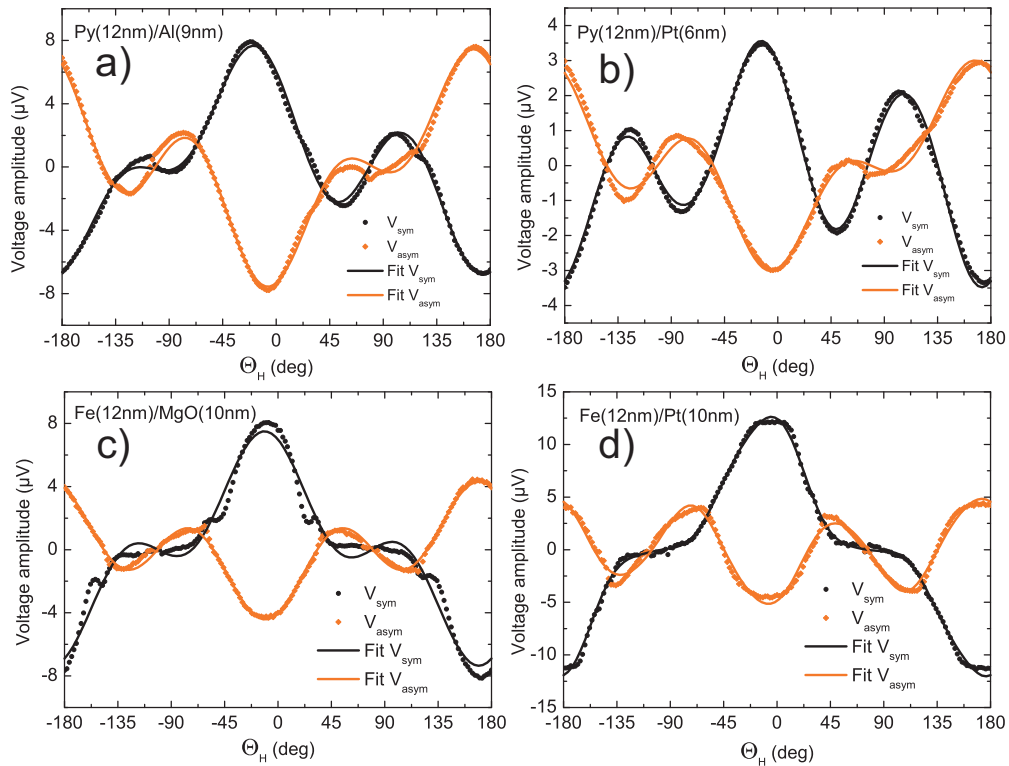 Py(12nm)/Al(9nm)
a)
Voltage amplitude (µV)
8
4
0
-4
-8
V_sym
V_asym
Fit V_sym
Fit V_asym
-180 -135 -90 -45 0 45 90 135 180
Θ_H (deg)
Py(12nm)/Pt(6nm)
b)
Voltage amplitude (µV)
4
3
2
1
0
-1
-2
-3
-4
V_sym
V_asym
Fit V_sym
Fit V_asym
-180 -135 -90 -45 0 45 90 135 180
Θ_H (deg)
Fe(12nm)/MgO(10nm)
c)
Voltage amplitude (µV)
8
4
0
-4
-8
V_sym
V_asym
Fit V_sym
Fit V_asym
-180 -135 -90 -45 0 45 90 135 180
Θ_H (deg)
Fe(12nm)/Pt(10nm)
d)
Voltage amplitude (µV)
15
10
5
0
-5
-10
-15
V_sym
V_asym
Fit V_sym
Fit V_asym
-180 -135 -90 -45 0 45 90 135 180
Θ_H (deg)